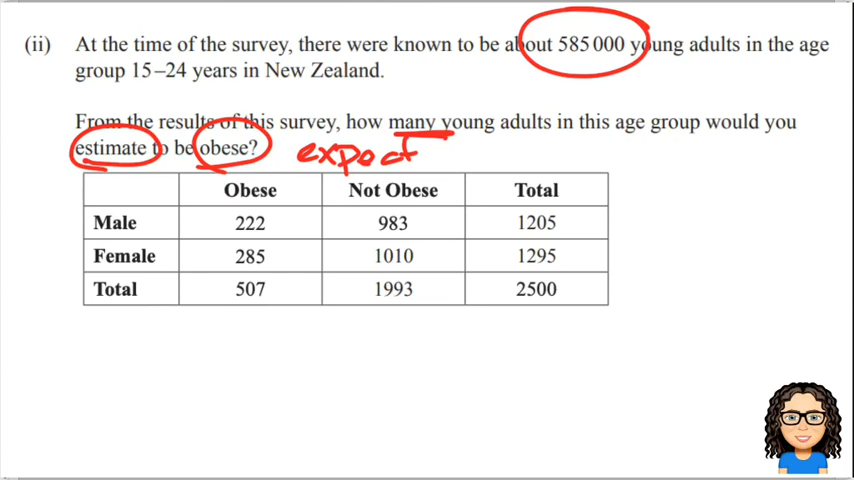 (ii) At the time of the survey, there were known to be about 585 000 young adults in the age
group 15–24 years in New Zealand.
From the results of this survey, how many young adults in this age group would you
estimate to be obese? expect
Obese Not Obese Total
Male 222 983 1205
Female 285 1010 1295
Total 507 1993 2500